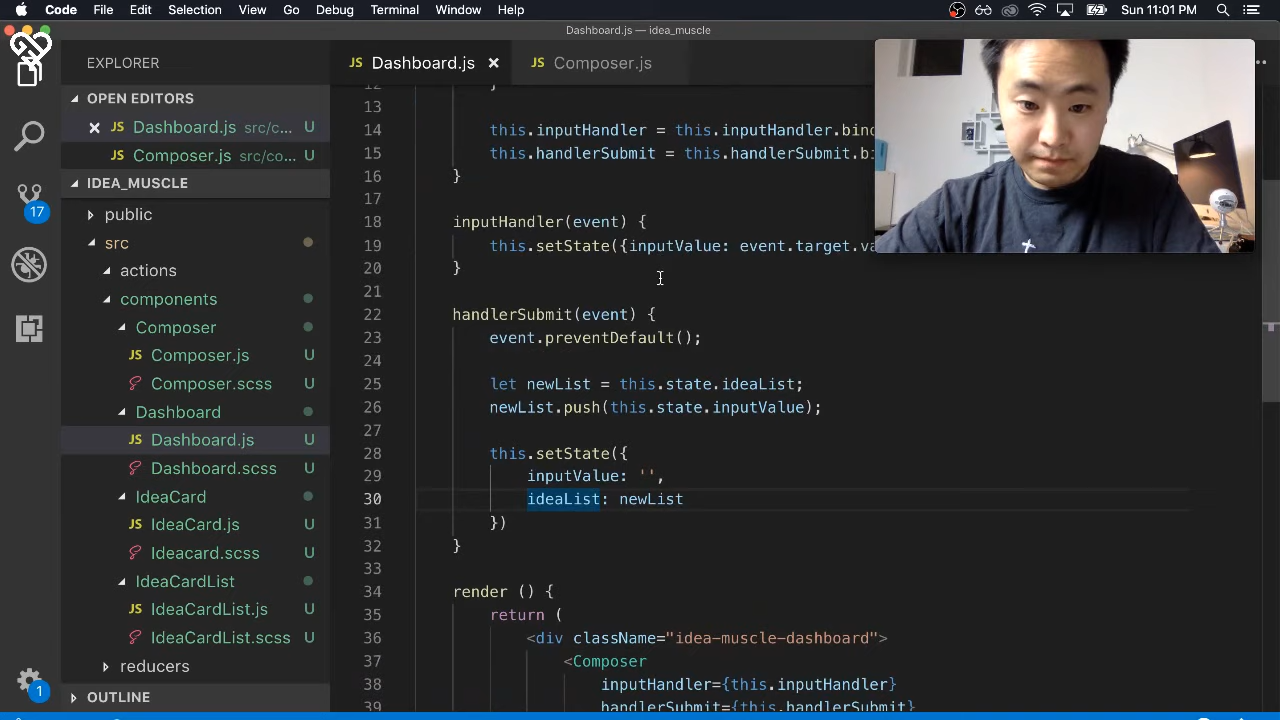 Code File Edit Selection View Go Debug Terminal Window Help Sun 11:01 PM
Dashboard.js — idea_muscle
EXPLORER
OPEN EDITORS
JS Dashboard.js src/c... U
JS Composer.js src/co... U
IDEA_MUSCLE
public
src
actions
components
Composer
JS Composer.js U
Composer.scss U
Dashboard
JS Dashboard.js U
Dashboard.scss U
IdeaCard
JS IdeaCard.js U
Ideacard.scss U
IdeaCardList
JS IdeaCardList.js U
IdeaCardList.scss U
reducers
OUTLINE
17
1
JS Dashboard.js
JS Composer.js
12 }
13
14 this.inputHandler = this.inputHandler.bind
15 this.handlerSubmit = this.handlerSubmit.bi
16 }
17
18 inputHandler(event) {
19 this.setState({inputValue: event.target.va
20 }
21
22 handlerSubmit(event) {
23 event.preventDefault();
24
25 let newList = this.state.ideaList;
26 newList.push(this.state.inputValue);
27
28 this.setState({
29 inputValue: '',
30 ideaList: newList
31 })
32 }
33
34 render () {
35 return (
36 <div className="idea-muscle-dashboard">
37 <Composer
38 inputHandler={this.inputHandler}
39 handlerSubmit={this.handlerSubmit}